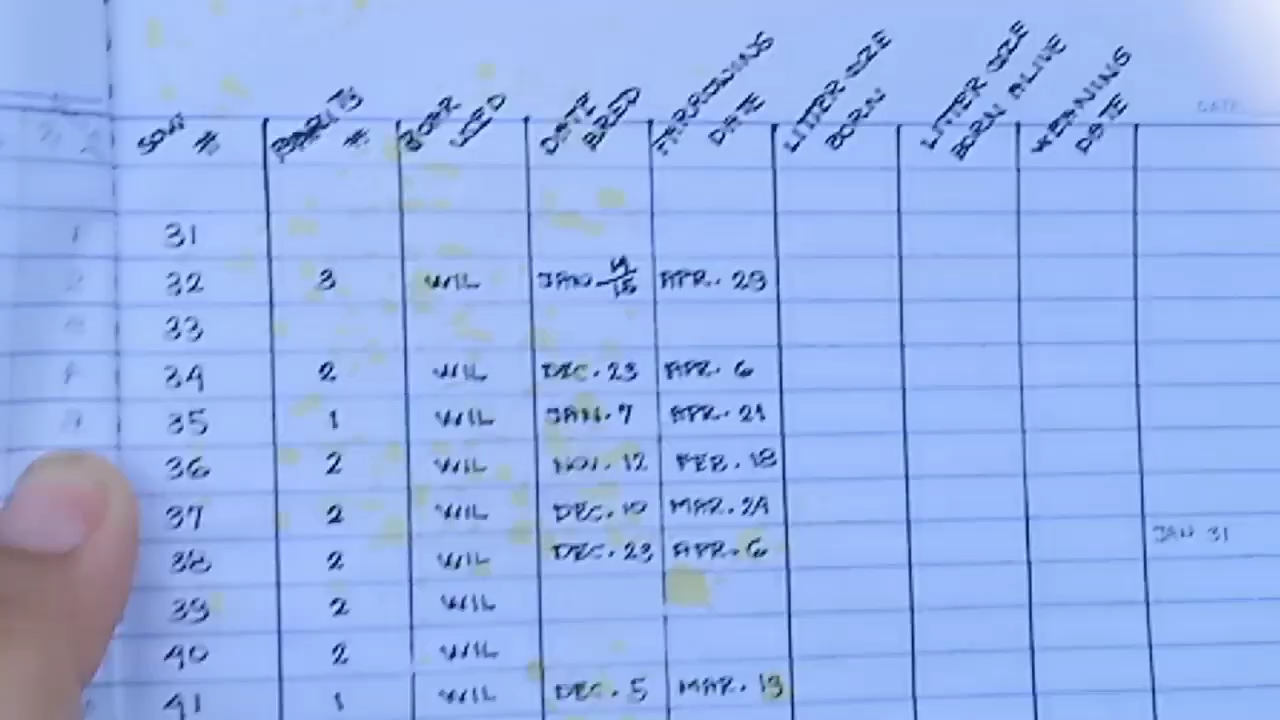 SOW # PARITY # BOAR USED DATE BRED FARROWING DATE LITTER SIZE BORN LITTER SIZE BORN ALIVE WEANING DATE
31
32 3 WIL JAN. 14/15 APR. 29
33
34 2 WIL DEC. 23 APR. 6
35 1 WIL JAN. 7 APR. 21
36 2 WIL NOV. 12 FEB. 18
37 2 WIL DEC. 10 MAR. 24
38 2 WIL DEC. 23 APR. 6
JAN 31
39 2 WIL
40 2 WIL
41 1 WIL DEC. 5 MAR. 19